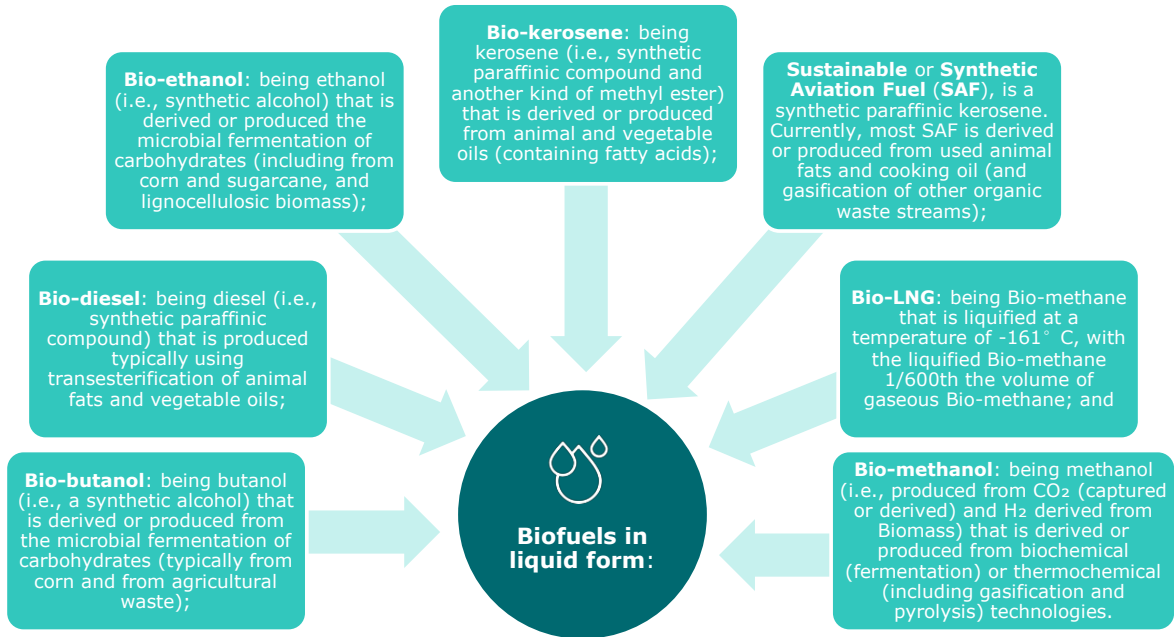 Bio-butanol: being butanol
(i.e., a synthetic alcohol) that
is derived or produced from
the microbial fermentation of
carbohydrates (typically from
corn and from agricultural
waste);
Bio-diesel: being diesel (i.e.,
synthetic paraffinic
compound) that is produced
typically using
transesterification of animal
fats and vegetable oils;
Bio-ethanol: being ethanol
(i.e., synthetic alcohol) that is
derived or produced the
microbial fermentation of
carbohydrates (including from
corn and sugarcane, and
lignocellulosic biomass);
Bio-kerosene: being
kerosene (i.e., synthetic
paraffinic compound and
another kind of methyl ester)
that is derived or produced
from animal and vegetable
oils (containing fatty acids);
Sustainable or Synthetic
Aviation Fuel (SAF), is a
synthetic paraffinic kerosene.
Currently, most SAF is derived
or produced from used animal
fats and cooking oil (and
gasification of other organic
waste streams);
Bio-LNG: being Bio-methane
that is liquified at a
temperature of -161° C, with
the liquified Bio-methane
1/600th the volume of
gaseous Bio-methane; and
Bio-methanol: being methanol
(i.e., produced from CO₂ (captured
or derived) and H₂ derived from
Biomass) that is derived or
produced from biochemical
(fermentation) or thermochemical
(including gasification and
pyrolysis) technologies.
Biofuels in
liquid form: